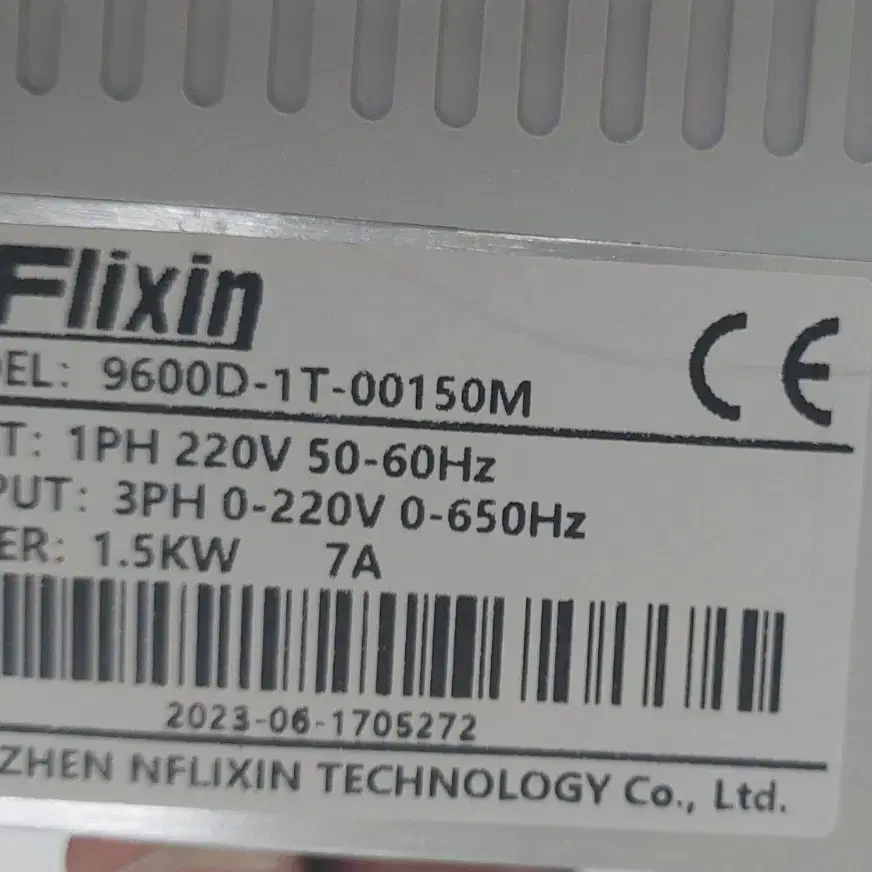 Flixin
CE
EL: 9600D-1T-00150M
T: 1PH 220V 50-60Hz
PUT: 3PH 0-220V 0-650Hz
ER: 1.5KW 7A
2023-06-1705272
ZHEN NFLIXIN TECHNOLOGY Co., Ltd.